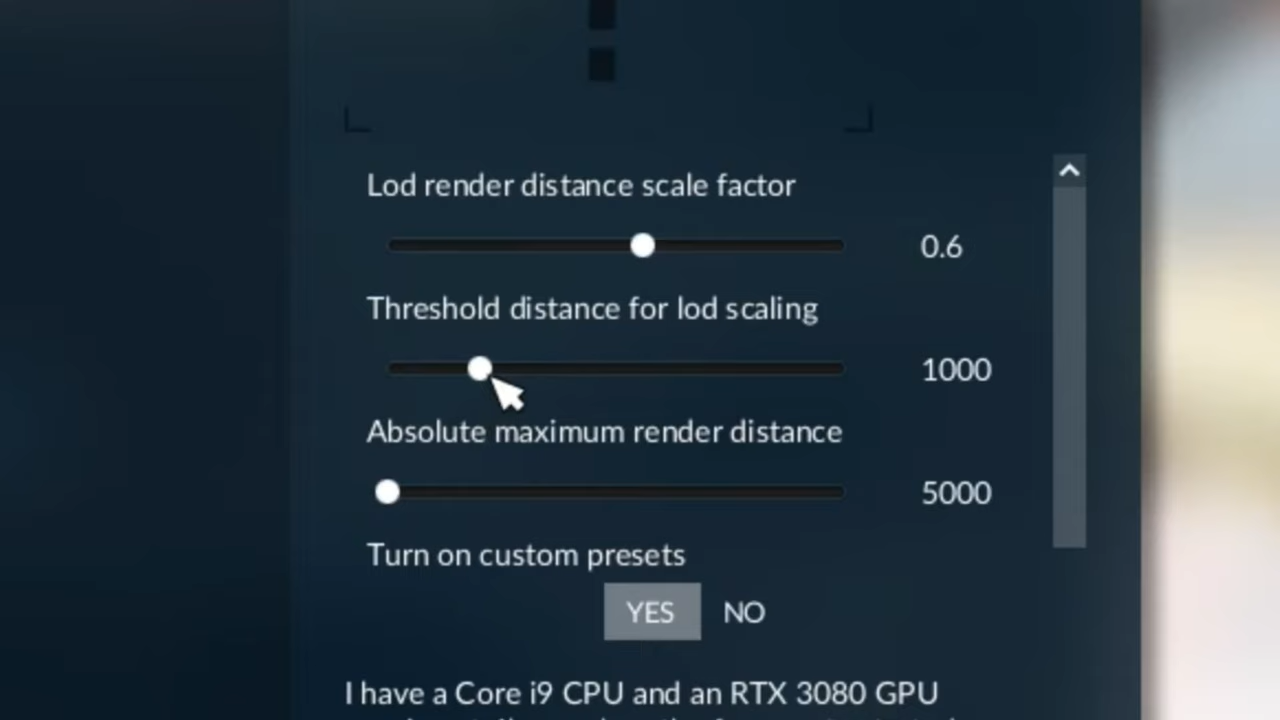 Lod render distance scale factor
0.6
Threshold distance for lod scaling
1000
Absolute maximum render distance
5000
Turn on custom presets
YES NO
I have a Core i9 CPU and an RTX 3080 GPU